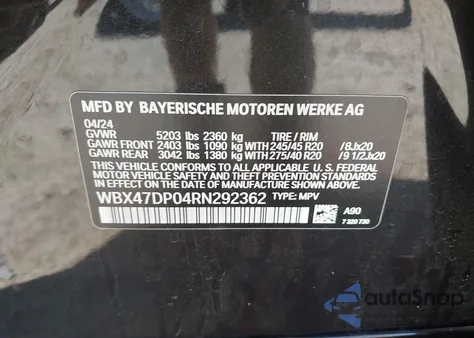 MFD BY BAYERISCHE MOTOREN WERKE AG
04/24
GVWR 5203 lbs 2360 kg TIRE / RIM
GAWR FRONT 2403 lbs 1090 kg WITH 245/45 R20 /8Jx20
GAWR REAR 3042 lbs 1380 kg WITH 275/40 R20 /9 1/2Jx20
THIS VEHICLE CONFORMS TO ALL APPLICABLE U. S. FEDERAL
MOTOR VEHICLE SAFETY AND THEFT PREVENTION STANDARDS
IN EFFECT ON THE DATE OF MANUFACTURE SHOWN ABOVE.
WBX47DP04RN292362 TYPE: MPV A90
7 320 730
autoSnap